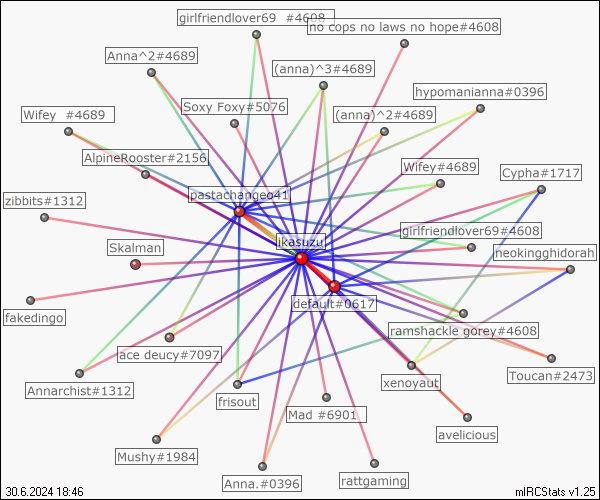 girlfriendlover69 #4608
no cops no laws no hope#4608
Anna^2#4689
(anna)^3#4689
hypomanianna#0396
Soxy Foxy#5076
Wifey #4689
(anna)^2#4689
AlpineRooster#2156
Wifey#4689
Cypha#1717
pastachangeo41
zibbits#1312
girlfriendlover69#4608
ikasuzu
Skalman
neokingghidorah
default#0617
fakedingo
ramshackle gorey#4608
ace deucy#7097
Toucan#2473
xenoyaut
Annarchist#1312
frisout
Mad #6901
avelicious
Mushy#1984
rattgaming
Anna.#0396
30.6.2024 18:46
mIRCStats v1.25